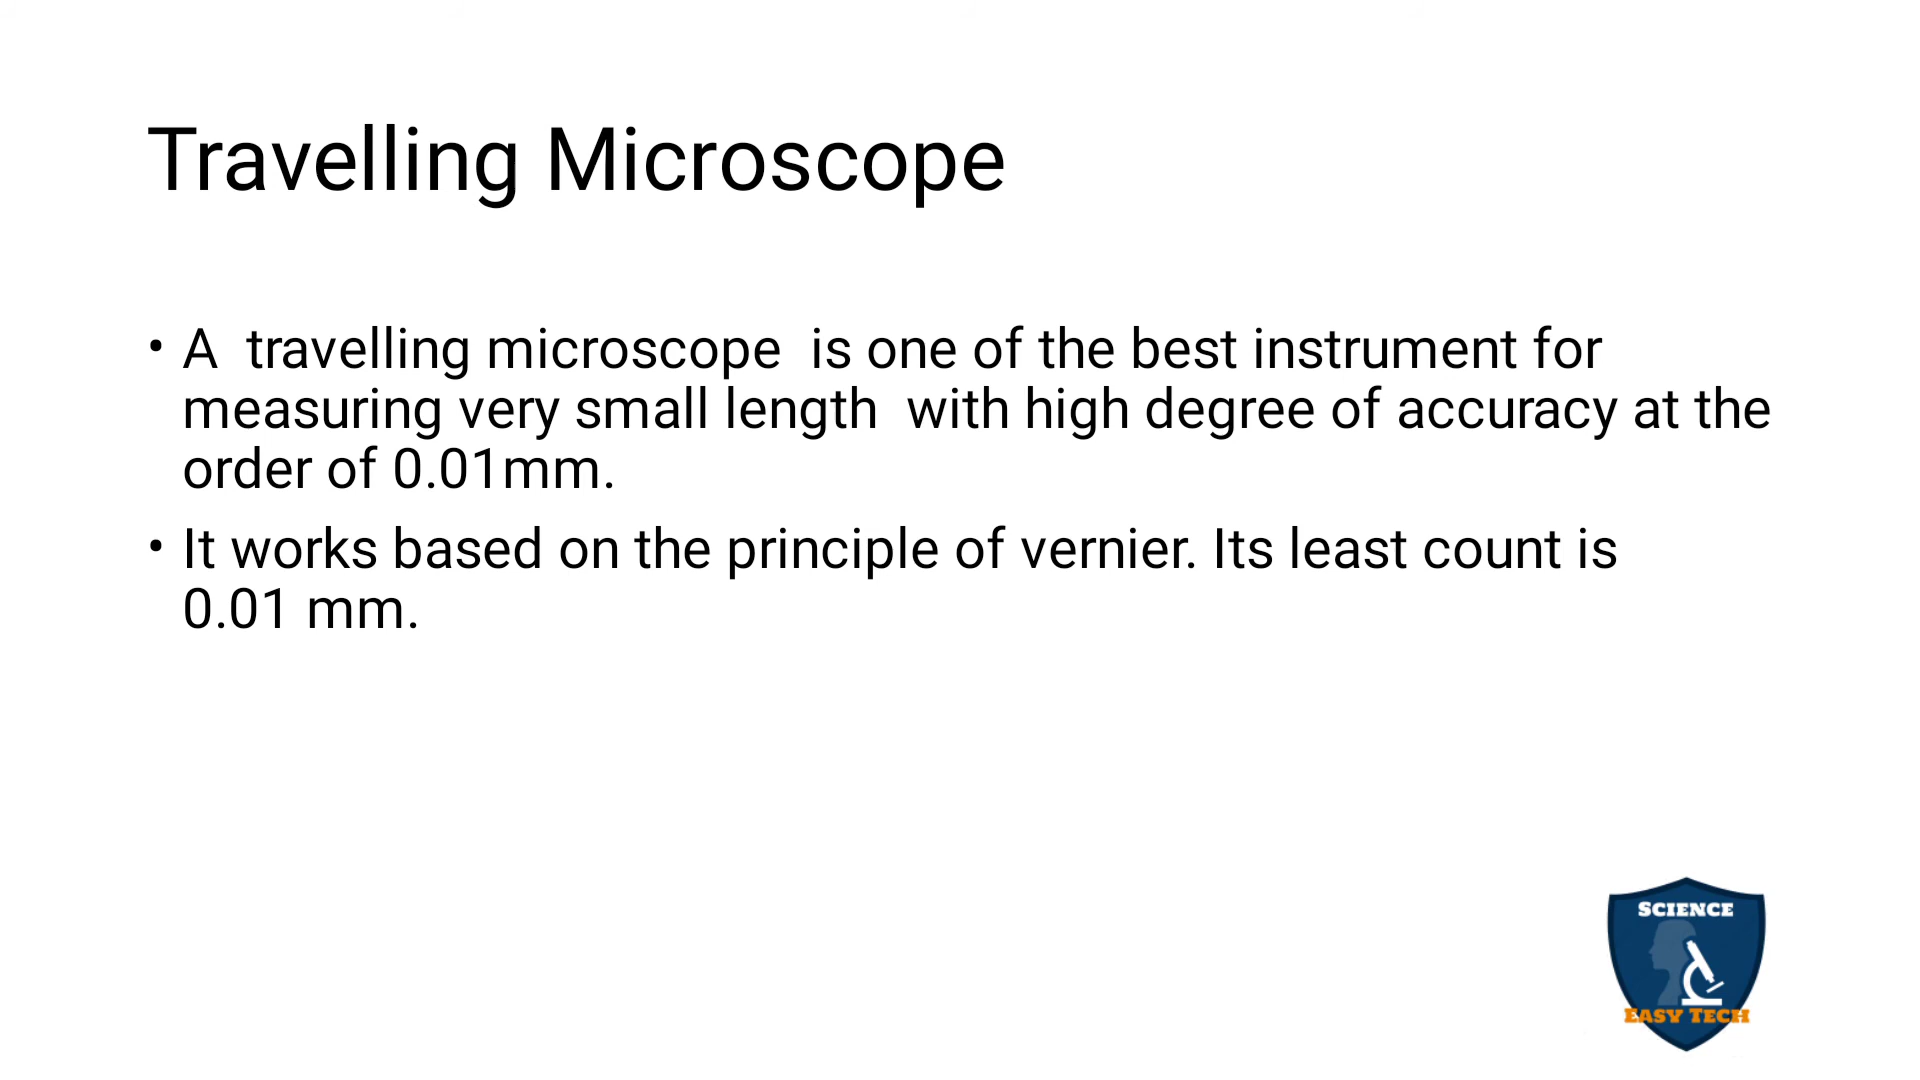 Travelling Microscope
• A travelling microscope is one of the best instrument for
measuring very small length with high degree of accuracy at the
order of 0.01mm.
• It works based on the principle of vernier. Its least count is
0.01 mm.
SCIENCE
EASY TECH